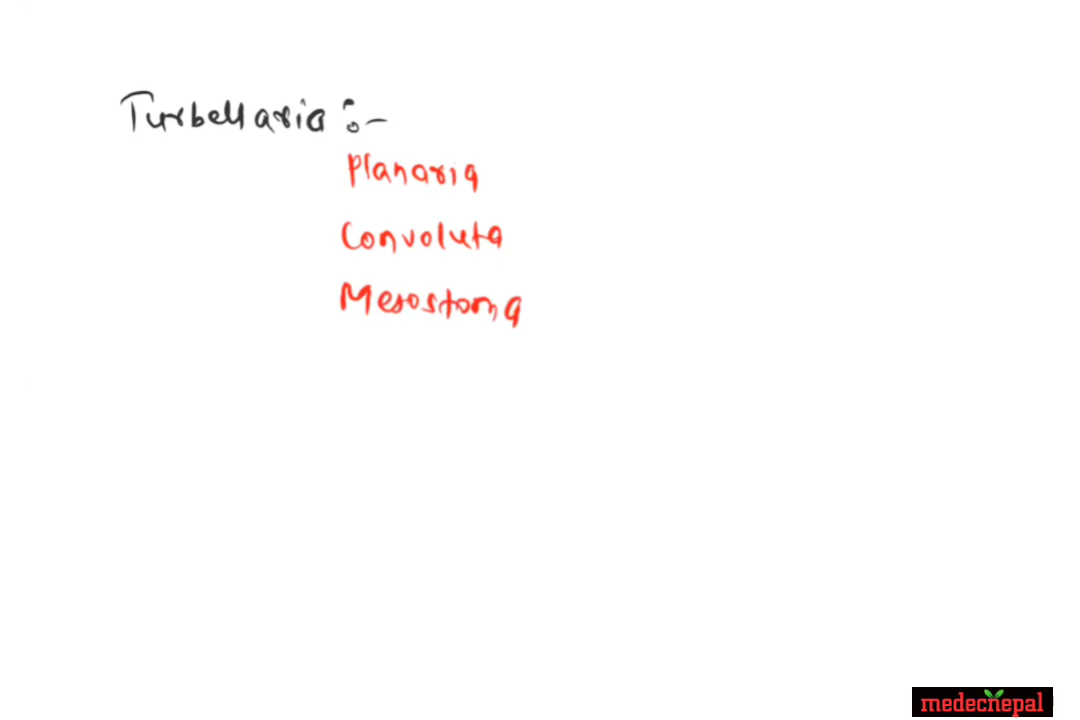 Turbellaria :-
Planaria
Convoluta
Mesostoma
medecnepal